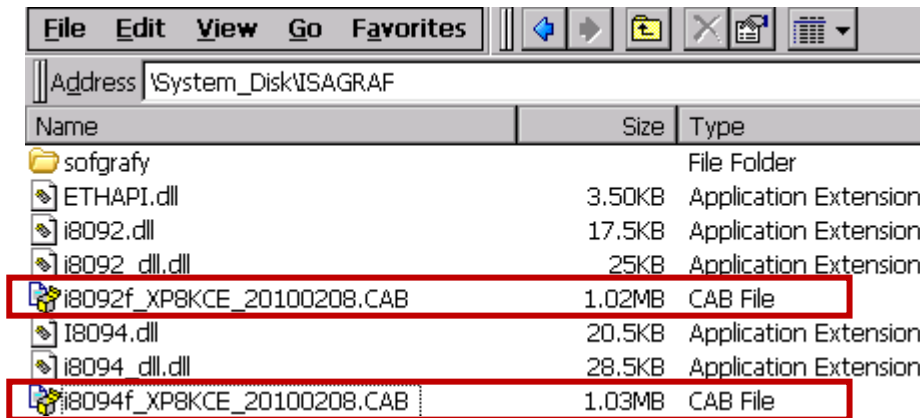 File Edit View Go Favorites
Address \System_Disk\ISAGRAF
Name Size Type
sofgrafy File Folder
ETHAPI.dll 3.50KB Application Extension
i8092.dll 17.5KB Application Extension
i8092_dll.dll 25KB Application Extension
i8092f_XP8KCE_20100208.CAB 1.02MB CAB File
I8094.dll 20.5KB Application Extension
i8094_dll.dll 28.5KB Application Extension
i8094f_XP8KCE_20100208.CAB 1.03MB CAB File